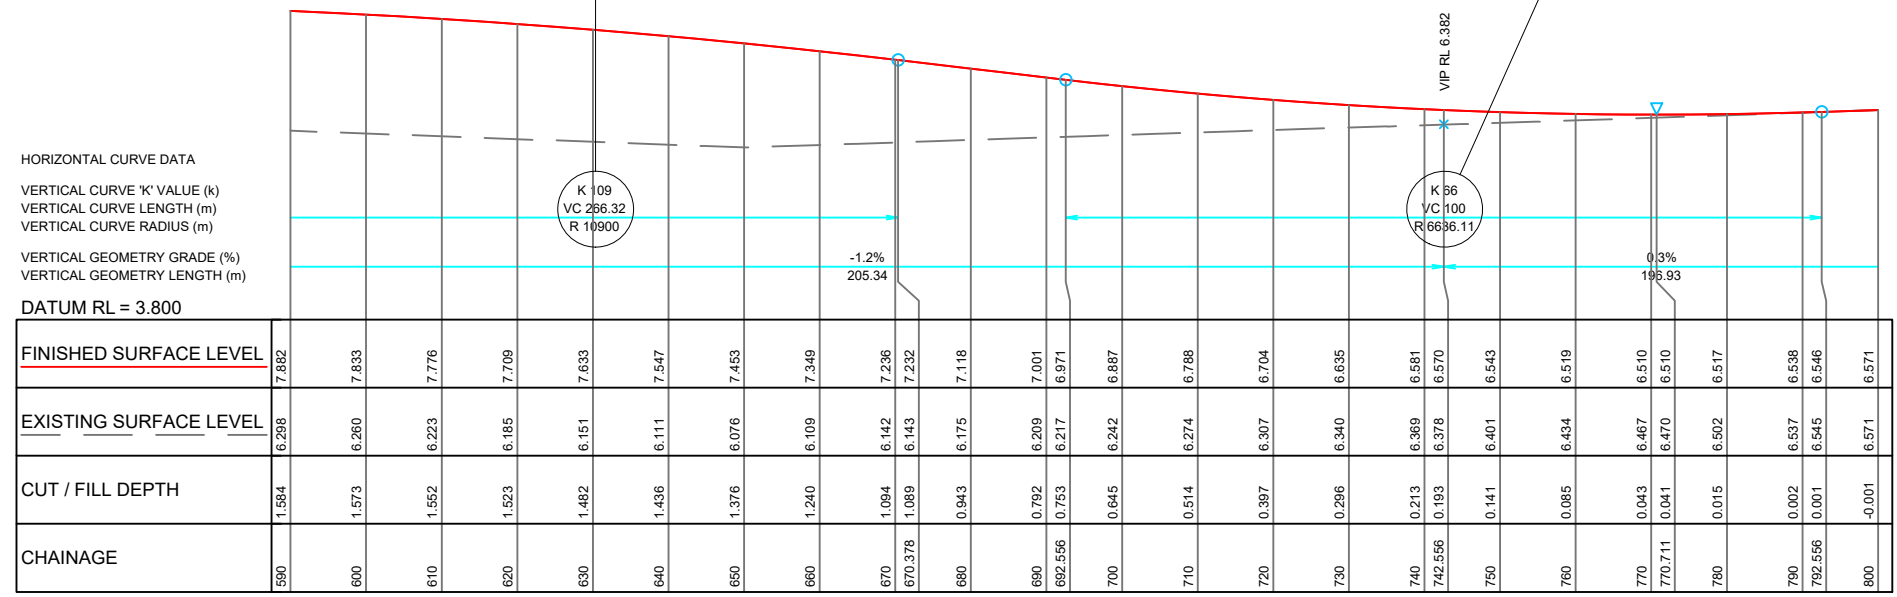 VIP RL 6.382
HORIZONTAL CURVE DATA
VERTICAL CURVE 'K' VALUE (k)
VERTICAL CURVE LENGTH (m)
VERTICAL CURVE RADIUS (m)
K 109
VC 266.32
R 10900
K 66
VC 100
R 6636.11
VERTICAL GEOMETRY GRADE (%)
VERTICAL GEOMETRY LENGTH (m)
-1.2%
205.34
0.3%
196.93
DATUM RL = 3.800
FINISHED SURFACE LEVEL 7.882 7.833 7.776 7.709 7.633 7.547 7.453 7.349 7.236 7.232 7.118 7.001 6.971 6.887 6.788 6.704 6.635 6.581 6.570 6.543 6.519 6.510 6.510 6.517 6.538 6.546 6.571
EXISTING SURFACE LEVEL 6.298 6.260 6.223 6.185 6.151 6.111 6.076 6.109 6.142 6.143 6.175 6.209 6.217 6.242 6.274 6.307 6.340 6.369 6.378 6.401 6.434 6.467 6.470 6.502 6.537 6.545 6.571
CUT / FILL DEPTH 1.584 1.573 1.552 1.523 1.482 1.436 1.376 1.240 1.094 1.089 0.943 0.792 0.753 0.645 0.514 0.397 0.296 0.213 0.193 0.141 0.085 0.043 0.041 0.015 0.002 0.001 -0.001
CHAINAGE 590 600 610 620 630 640 650 660 670 670.378 680 690 692.556 700 710 720 730 740 742.556 750 760 770 770.711 780 790 792.556 800